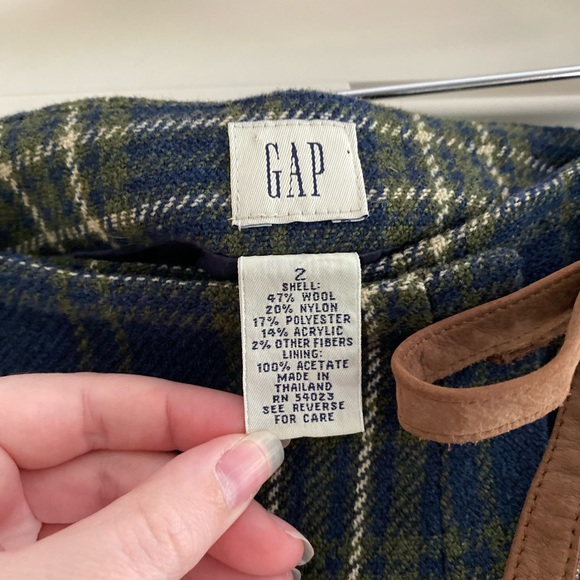 GAP
2
SHELL:
47% WOOL
20% NYLON
17% POLYESTER
14% ACRYLIC
2% OTHER FIBERS
LINING:
100% ACETATE
MADE IN
THAILAND
RN 54023
SEE REVERSE
FOR CARE